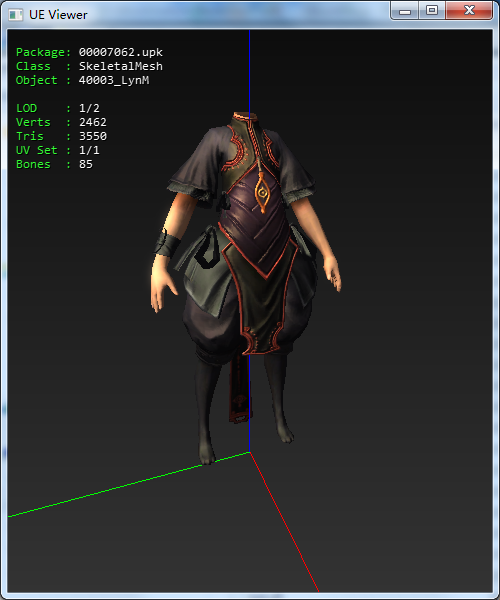 UE Viewer
Package: 00007062.upk
Class : SkeletalMesh
Object : 40003_LynM
LOD : 1/2
Verts : 2462
Tris : 3550
UV Set : 1/1
Bones : 85